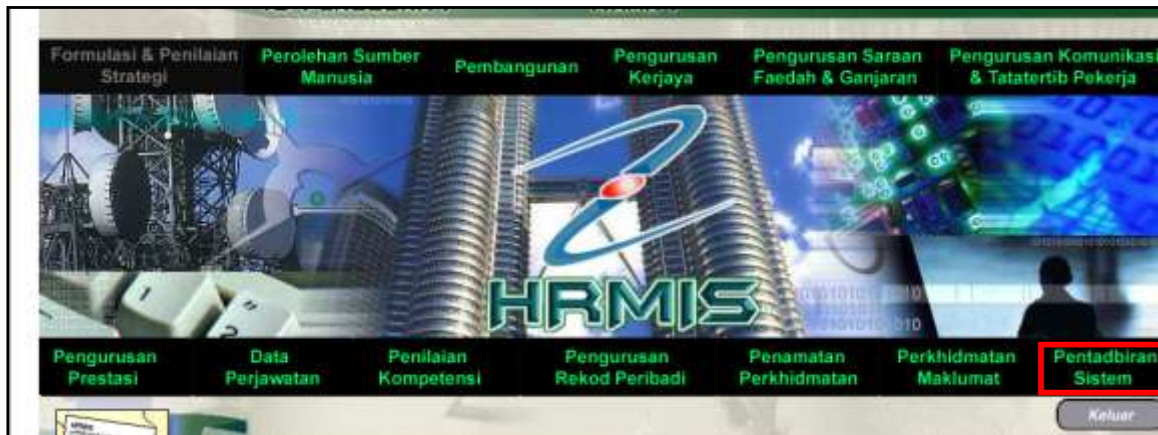 Formulasi & Penilaian Strategi
Perolehan Sumber Manusia
Pembangunan
Pengurusan Kerjaya
Pengurusan Saraan Faedah & Ganjaran
Pengurusan Komunikasi & Tatatertib Pekerja
HRMIS
Pengurusan Prestasi
Data Perjawatan
Penilaian Kompetensi
Pengurusan Rekod Peribadi
Penamatan Perkhidmatan
Perkhidmatan Maklumat
Pentadbiran Sistem
Keluar